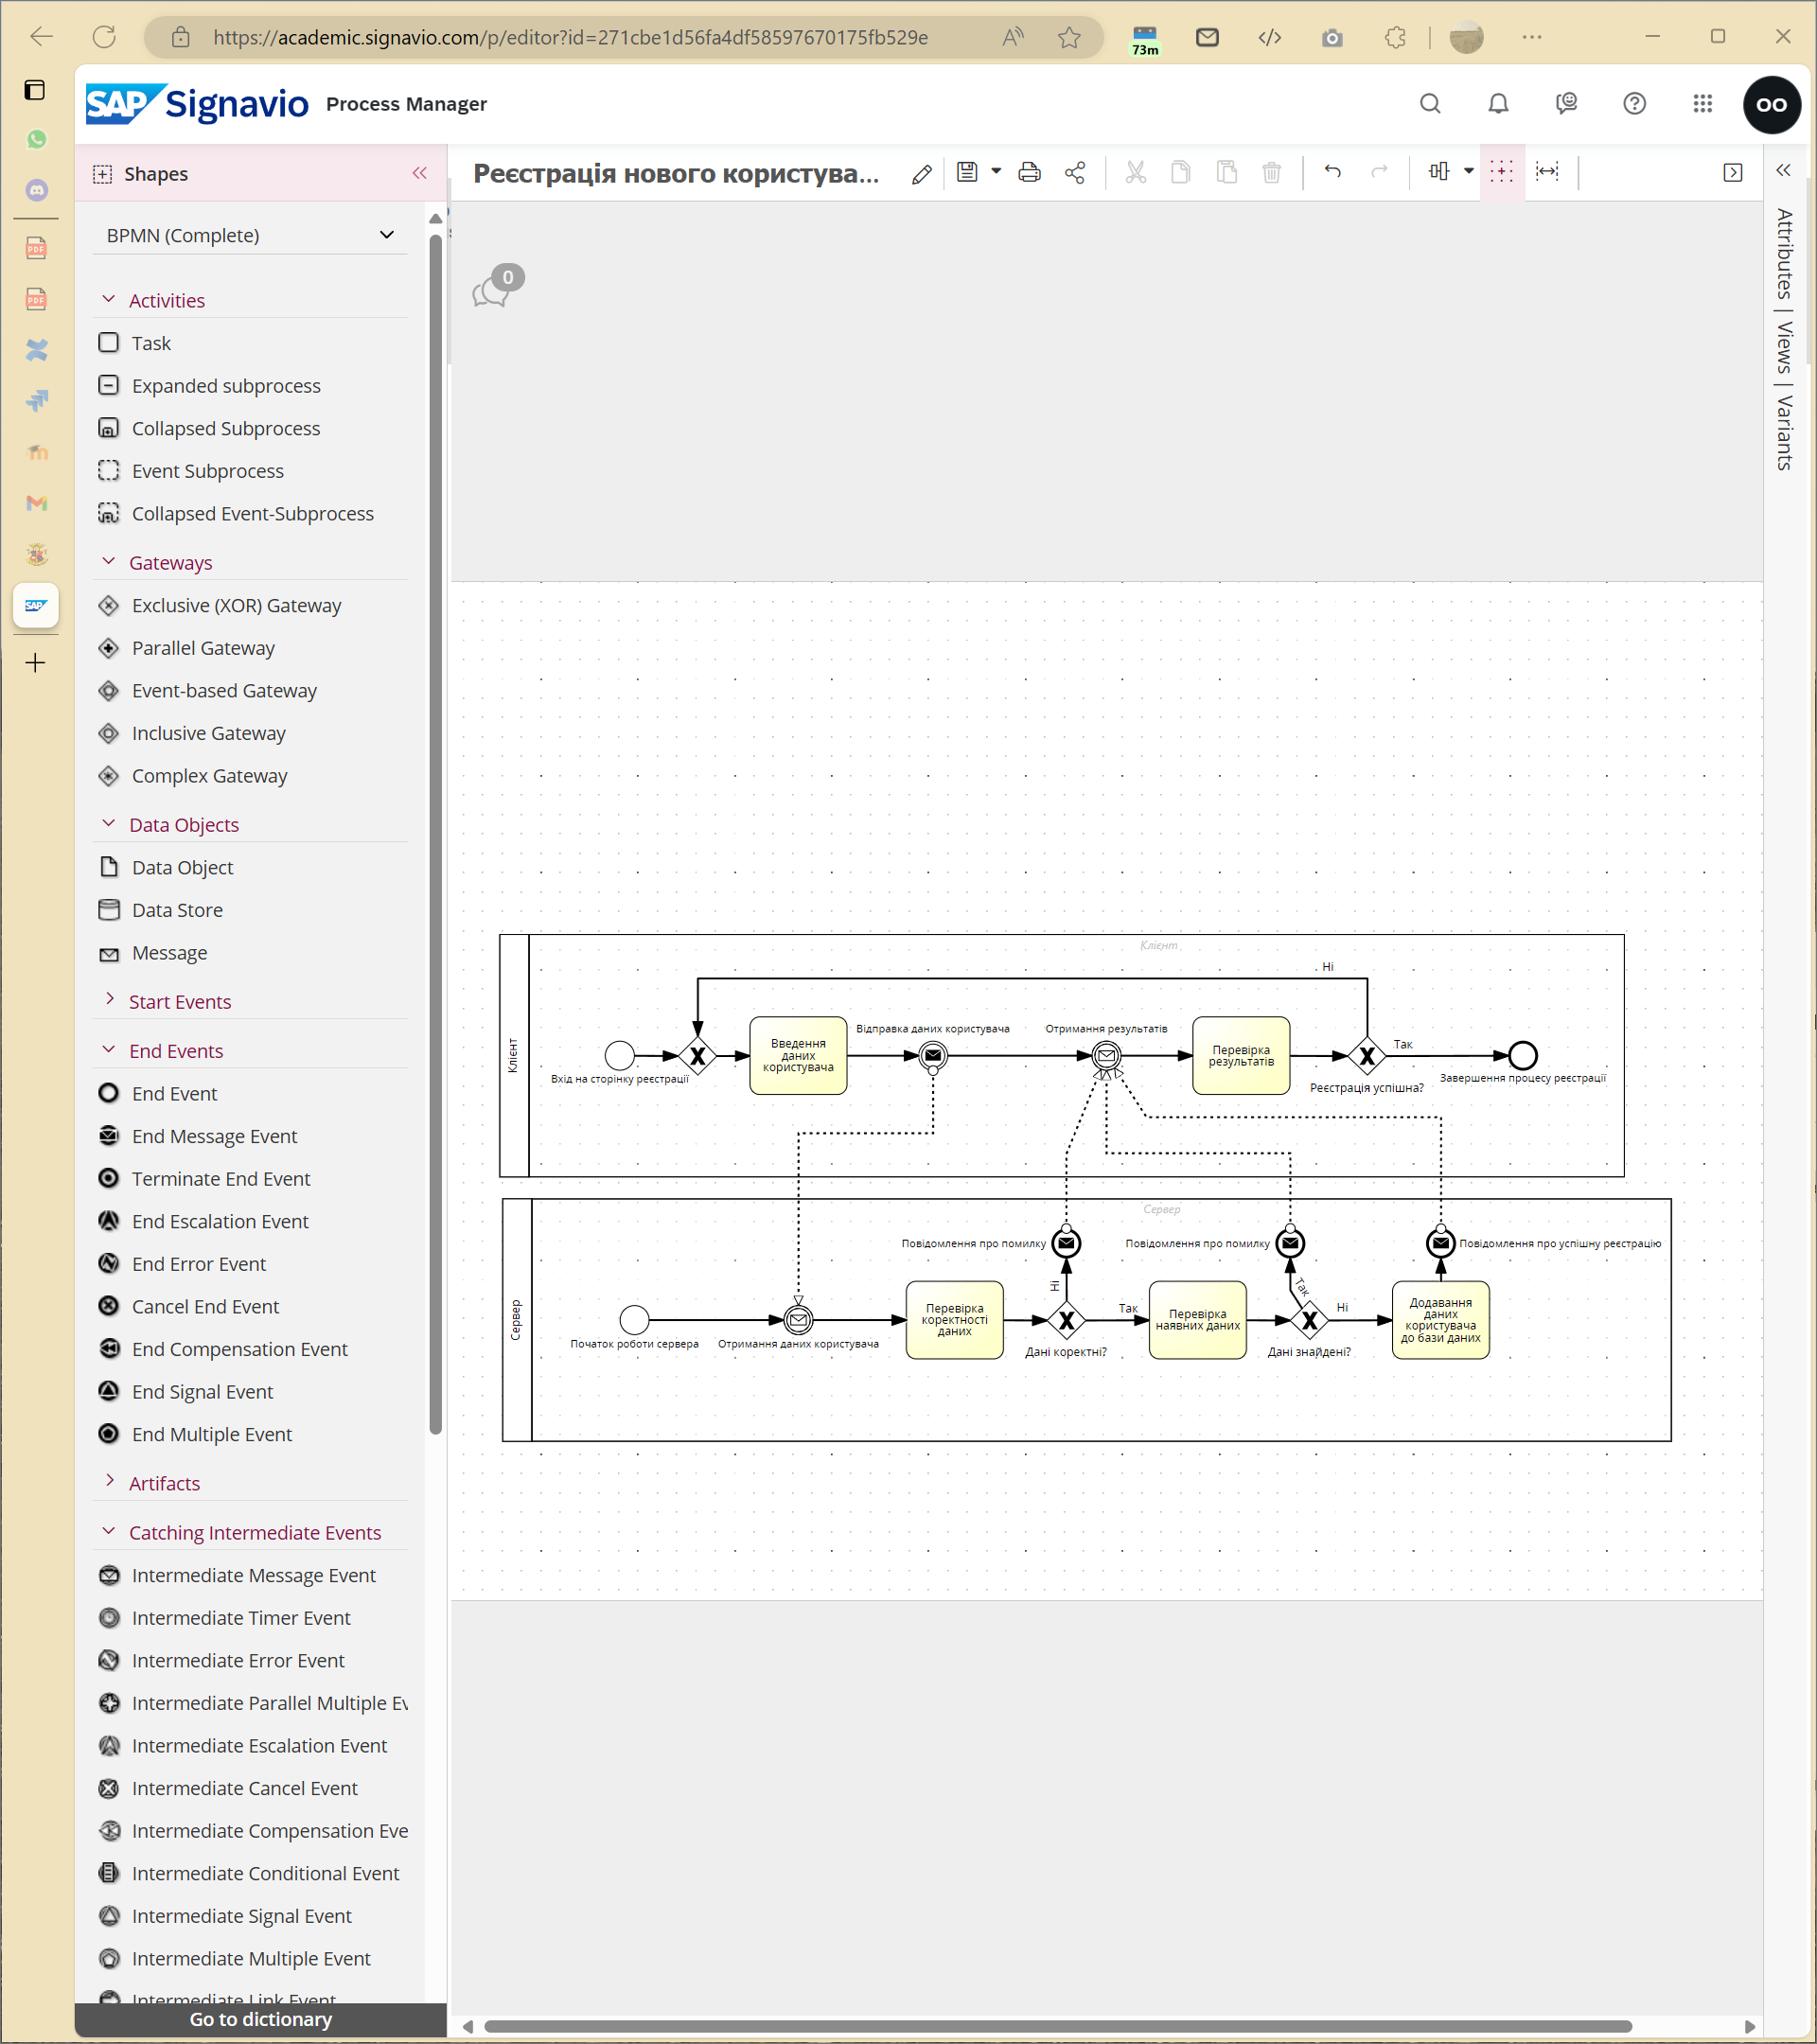 https://academic.signavio.com/p/editor?id=271cbe1d56fa4df58597670175fb529e
73m
SAP Signavio Process Manager
OO
Shapes
Реєстрація нового користува...
Attributes | Views | Variants
BPMN (Complete)
0
Activities
Task
Expanded subprocess
Collapsed Subprocess
Event Subprocess
Collapsed Event-Subprocess
Gateways
Exclusive (XOR) Gateway
Parallel Gateway
Event-based Gateway
Inclusive Gateway
Complex Gateway
Data Objects
Data Object
Data Store
Message
Start Events
End Events
End Event
End Message Event
Terminate End Event
End Escalation Event
End Error Event
Cancel End Event
End Compensation Event
End Signal Event
End Multiple Event
Artifacts
Catching Intermediate Events
Intermediate Message Event
Intermediate Timer Event
Intermediate Error Event
Intermediate Parallel Multiple Ev
Intermediate Escalation Event
Intermediate Cancel Event
Intermediate Compensation Eve
Intermediate Conditional Event
Intermediate Signal Event
Intermediate Multiple Event
Intermediate Link Event
Go to dictionary
PDF
PDF
SAP
Клієнт
Клієнт
Ні
Вхід на сторінку реєстрації
Введення
даних
користувача
Відправка даних користувача
Отримання результатів
Перевірка
результатів
Так
Реєстрація успішна?
Завершення процесу реєстрації
Сервер
Сервер
Повідомлення про помилку
Повідомлення про помилку
Повідомлення про успішну реєстрацію
Початок роботи сервера
Отримання даних користувача
Перевірка
коректності
даних
Ні
Так
Дані коректні?
Перевірка
наявних даних
Так
Ні
Дані знайдені?
Додавання
даних
користувача
до бази даних